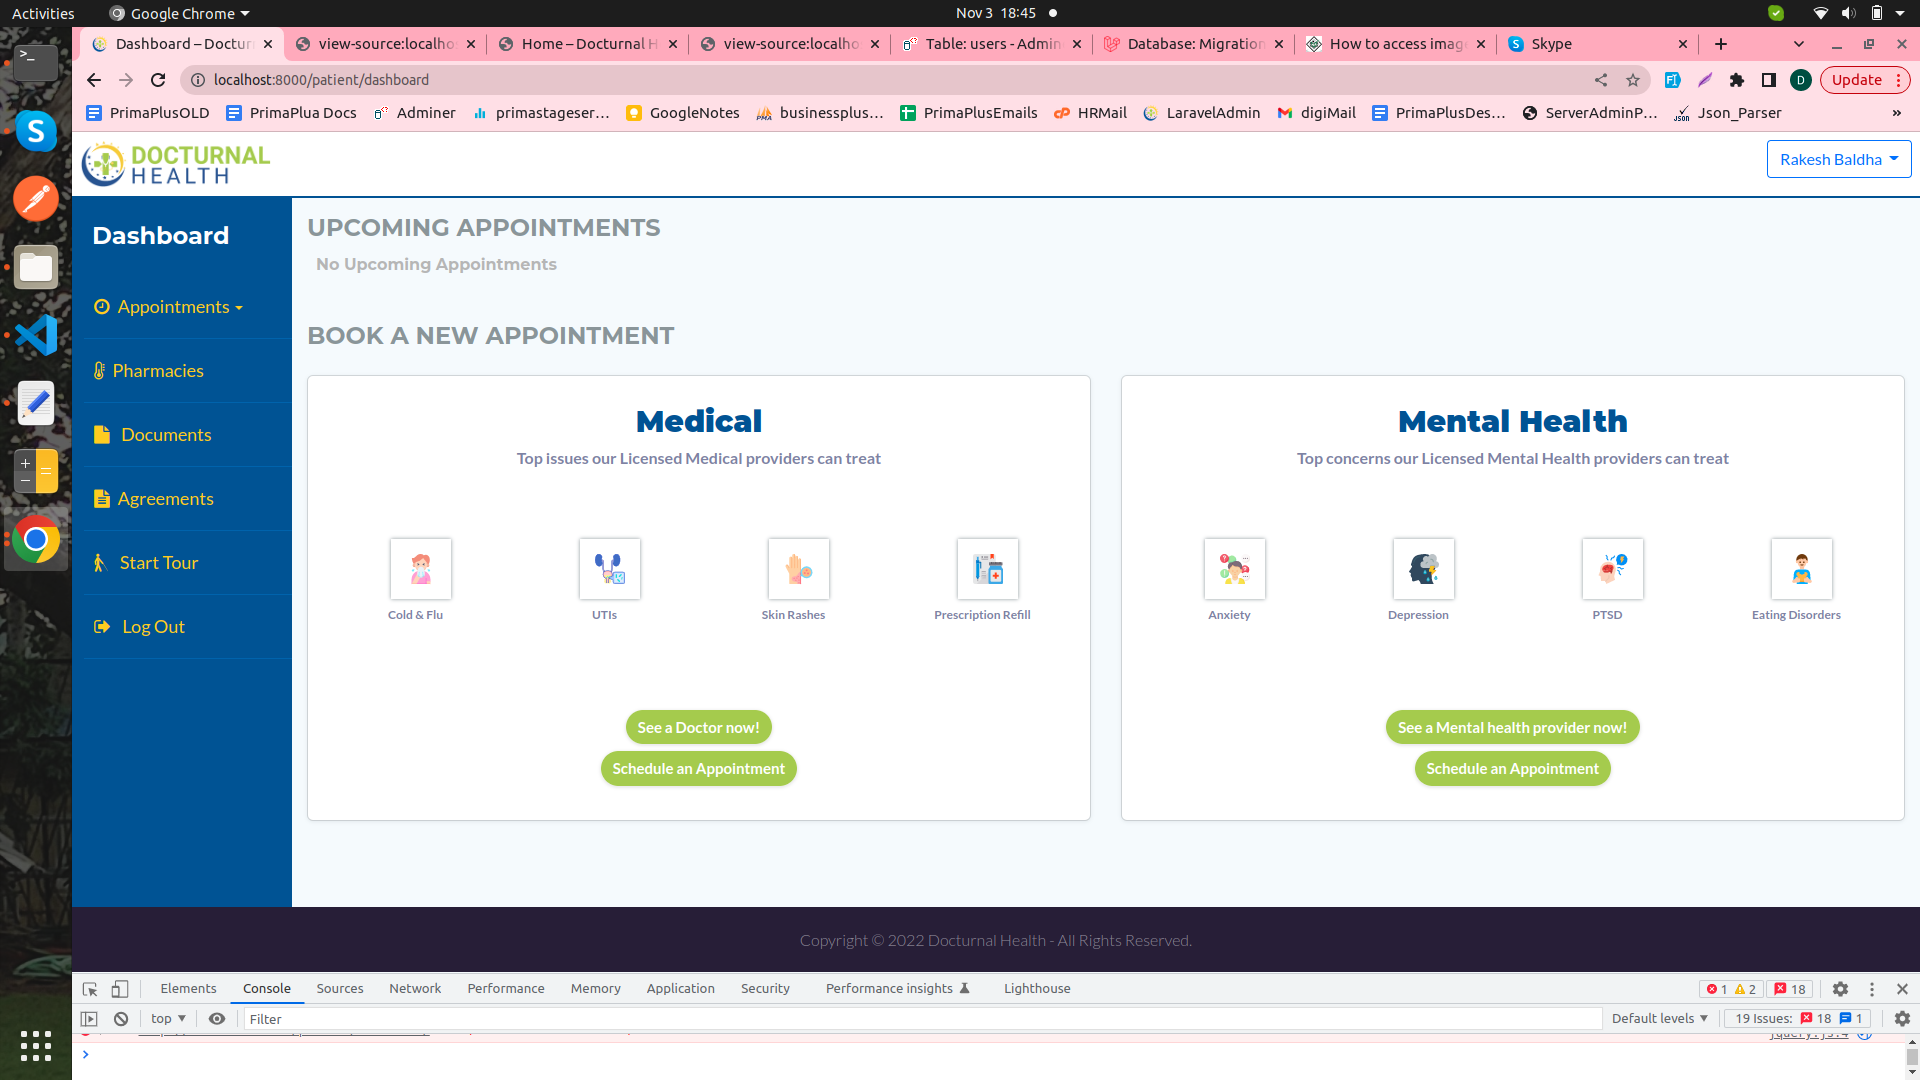 Activities Google Chrome Nov 3 18:45
Dashboard – Doctur view-source:localho Home – Docturnal H view-source:localho Table: users - Admin Database: Migration How to access imag Skype
localhost:8000/patient/dashboard D Update
PrimaPlusOLD PrimaPlua Docs Adminer primastageser... GoogleNotes businessplus... PrimaPlusEmails HRMail LaravelAdmin digiMail PrimaPlusDes... ServerAdminP... Json_Parser »
DOCTURNAL
HEALTH
Rakesh Baldha
Dashboard
Appointments
Pharmacies
Documents
Agreements
Start Tour
Log Out
UPCOMING APPOINTMENTS
No Upcoming Appointments
BOOK A NEW APPOINTMENT
Medical
Top issues our Licensed Medical providers can treat
Cold & Flu UTIs Skin Rashes Prescription Refill
See a Doctor now!
Schedule an Appointment
Mental Health
Top concerns our Licensed Mental Health providers can treat
Anxiety Depression PTSD Eating Disorders
See a Mental health provider now!
Schedule an Appointment
Copyright © 2022 Docturnal Health - All Rights Reserved.
Elements Console Sources Network Performance Memory Application Security Performance insights Lighthouse 1 2 18
top Filter Default levels 19 Issues: 18 1